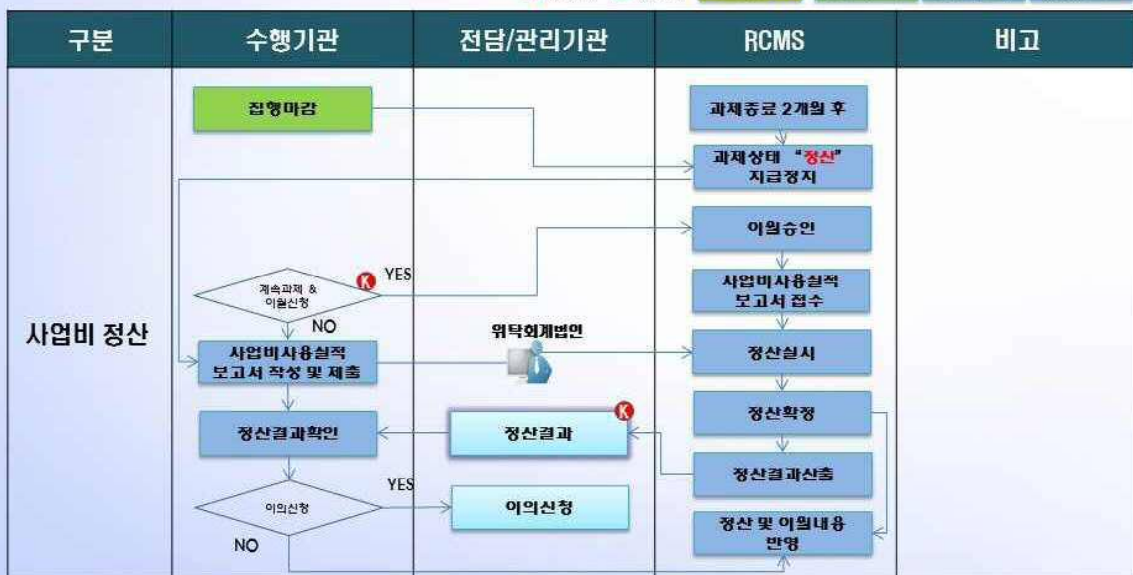 구분
수행기관
전담/관리기관
RCMS
비고
사업비 정산
집행마감
과제종료 2개월 후
과제상태 "정산"
지급정지
이월승인
계속과제 &
이월신청
K
YES
NO
사업비사용실적
보고서 접수
위탁회계법인
사업비사용실적
보고서 작성 및 제출
정산실시
정산확정
정산결과확인
정산결과
K
정산결과산출
이의신청
YES
NO
이의신청
정산 및 이월내용
반영